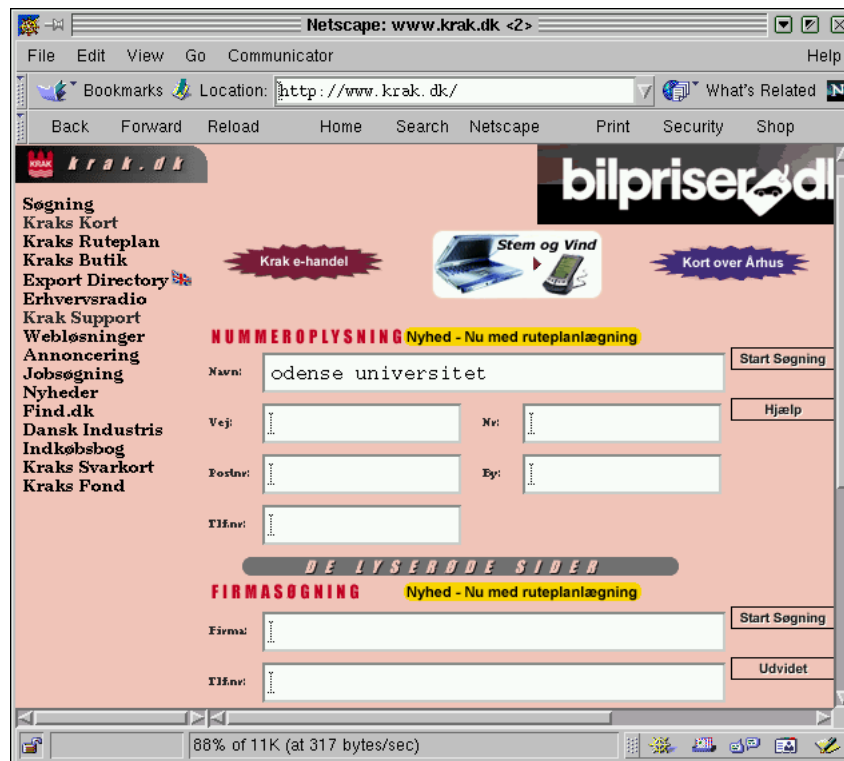 Netscape: www.krak.dk <2>
File Edit View Go Communicator Help
Bookmarks Location: http://www.krak.dk/ What's Related N
Back Forward Reload Home Search Netscape Print Security Shop
KRAK krak.dk
bilpriser.dk
Søgning
Kraks Kort
Kraks Ruteplan
Kraks Butik
Export Directory
Erhvervsradio
Krak Support
Webløsninger
Annoncering
Jobsøgning
Nyheder
Find.dk
Dansk Industris
Indkøbsbog
Kraks Svarkort
Kraks Fond
Krak e-handel
Stem og Vind
Kort over Århus
NUMMEROPLYSNING Nyhed - Nu med ruteplanlægning
Start Søgning
Navn: odense universitet
Hjælp
Vej: Nr:
Postnr: By:
Tlf.nr:
DE LYSERØDE SIDER
FIRMASØGNING Nyhed - Nu med ruteplanlægning
Start Søgning
Firma:
Udvidet
Tlf.nr:
88% of 11K (at 317 bytes/sec)